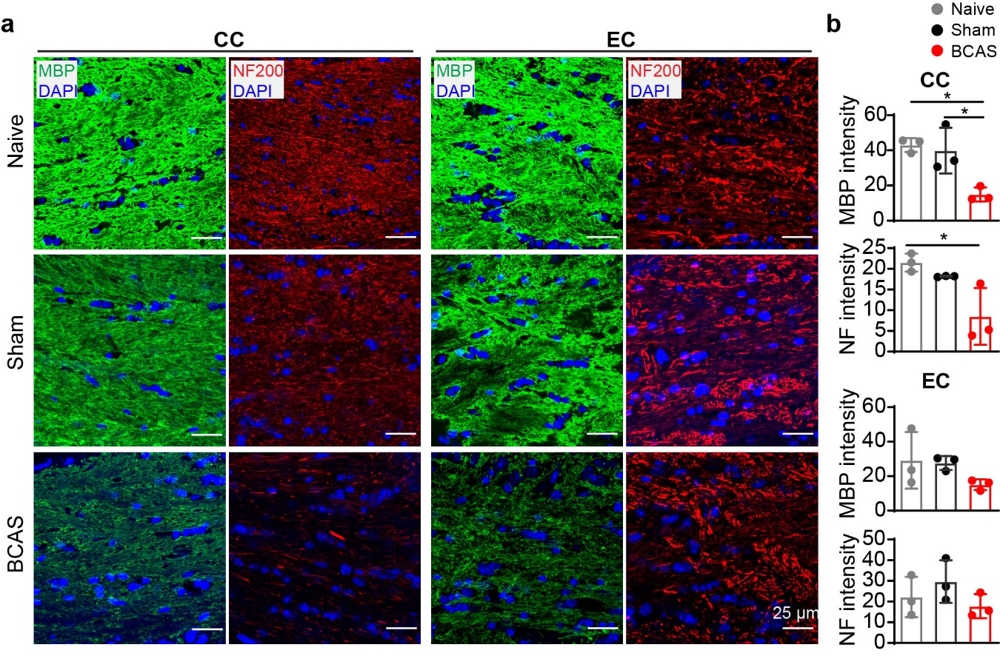 a
CC
EC
MBP
DAPI
NF200
DAPI
MBP
DAPI
NF200
DAPI
Naive
Sham
BCAS
25 µm
b
Naive
Sham
BCAS
CC
MBP intensity
60
40
20
0
*
*
NF intensity
25
20
15
10
5
0
*
EC
MBP intensity
60
40
20
0
NF intensity
50
40
30
20
10
0